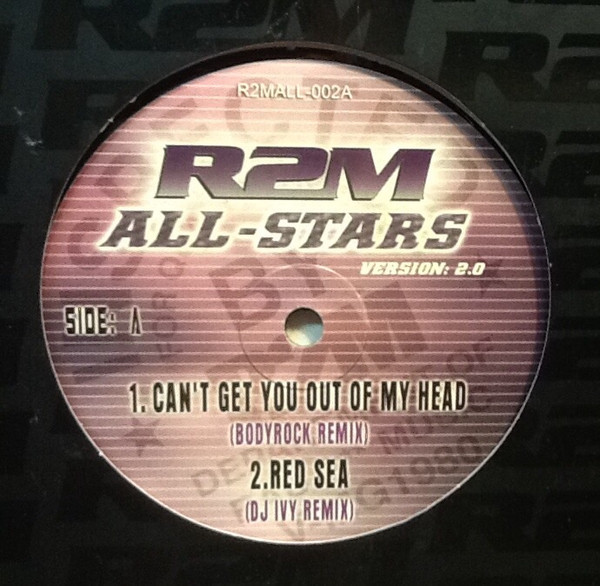 R2MALL-002A
R2M
ALL-STARS
VERSION: 2.0
SIDE: A
1. CAN'T GET YOU OUT OF MY HEAD
(BODYROCK REMIX)
2.RED SEA
(DJ IVY REMIX)